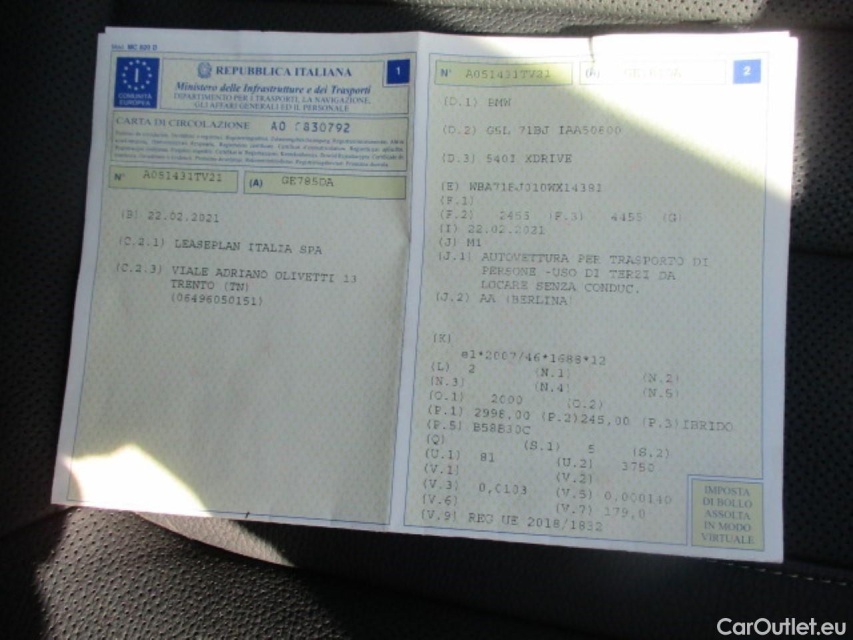 Mod. MC 820 D
I
COMUNITÀ
EUROPEA
REPUBBLICA ITALIANA
Ministero delle Infrastrutture e dei Trasporti
DIPARTIMENTO PER I TRASPORTI, LA NAVIGAZIONE,
GLI AFFARI GENERALI ED IL PERSONALE
1
CARTA DI CIRCOLAZIONE
N° A051431TV21 (A) GE785DA
(B) 22.02.2021
(C.2.1) LEASEPLAN ITALIA SPA
(C.2.3) VIALE ADRIANO OLIVETTI 13
TRENTO (TN)
(06496050151)
N° A051431TV21 (A)
2
(D.1) BMW
(D.2) G5L 71BJ
(D.3) 540I XDRIVE
(E)
(F.1)
(F.2) 2455 (F.3) 4455 (G)
(I) 22.02.2021
(J) M1
(J.1) AUTOVETTURA PER TRASPORTO DI
PERSONE -USO DI TERZI DA
LOCARE SENZA CONDUC.
(J.2) AA (BERLINA)
(K)
e1*2007/46*1688*12
(L) 2 (N.1) (N.2)
(N.3) (N.4) (N.5)
(O.1) 2000 (O.2)
(P.1) 2998,00 (P.2)245,00 (P.3)IBRIDO
(P.5) B58B30C
(Q) (S.1) 5 (S.2)
(U.1) 81 (U.2) 3750
(V.1) (V.2)
(V.3) 0,0103 (V.5) 0,000140
(V.6) (V.7) 179,0
(V.9) REG UE 2018/1832
IMPOSTA
DI BOLLO
ASSOLTA
IN MODO
VIRTUALE
CarOutlet.eu